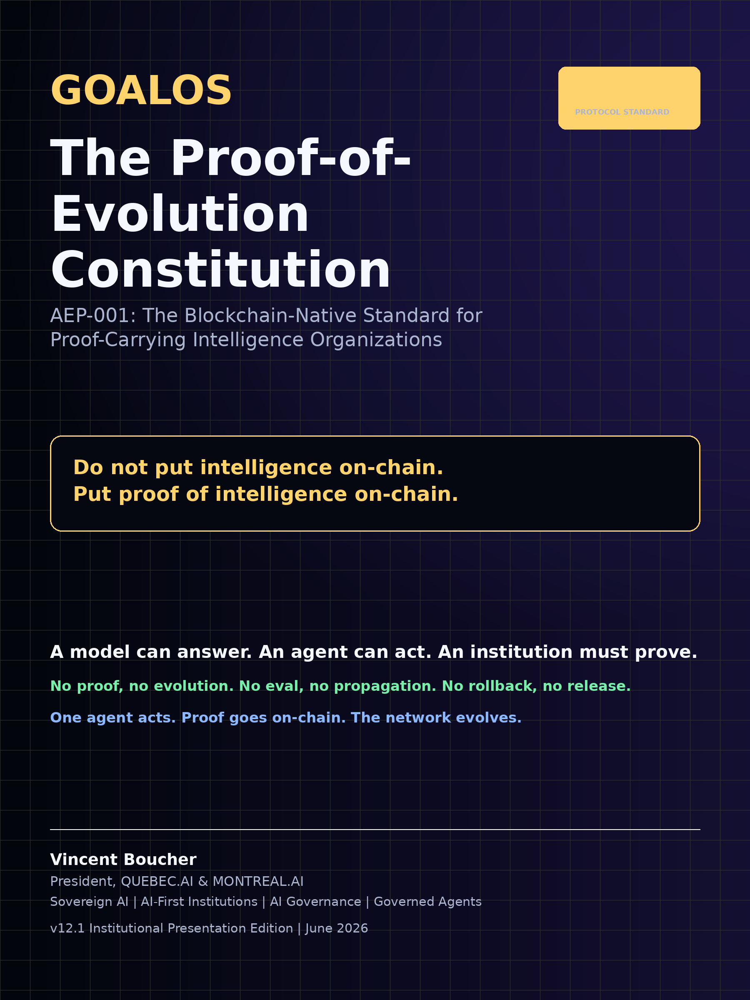 GOALOS
PROTOCOL STANDARD
The Proof-of-
Evolution
Constitution
AEP-001: The Blockchain-Native Standard for
Proof-Carrying Intelligence Organizations
Do not put intelligence on-chain.
Put proof of intelligence on-chain.
A model can answer. An agent can act. An institution must prove.
No proof, no evolution. No eval, no propagation. No rollback, no release.
One agent acts. Proof goes on-chain. The network evolves.
Vincent Boucher
President, QUEBEC.AI & MONTREAL.AI
Sovereign AI | AI-First Institutions | AI Governance | Governed Agents
v12.1 Institutional Presentation Edition | June 2026